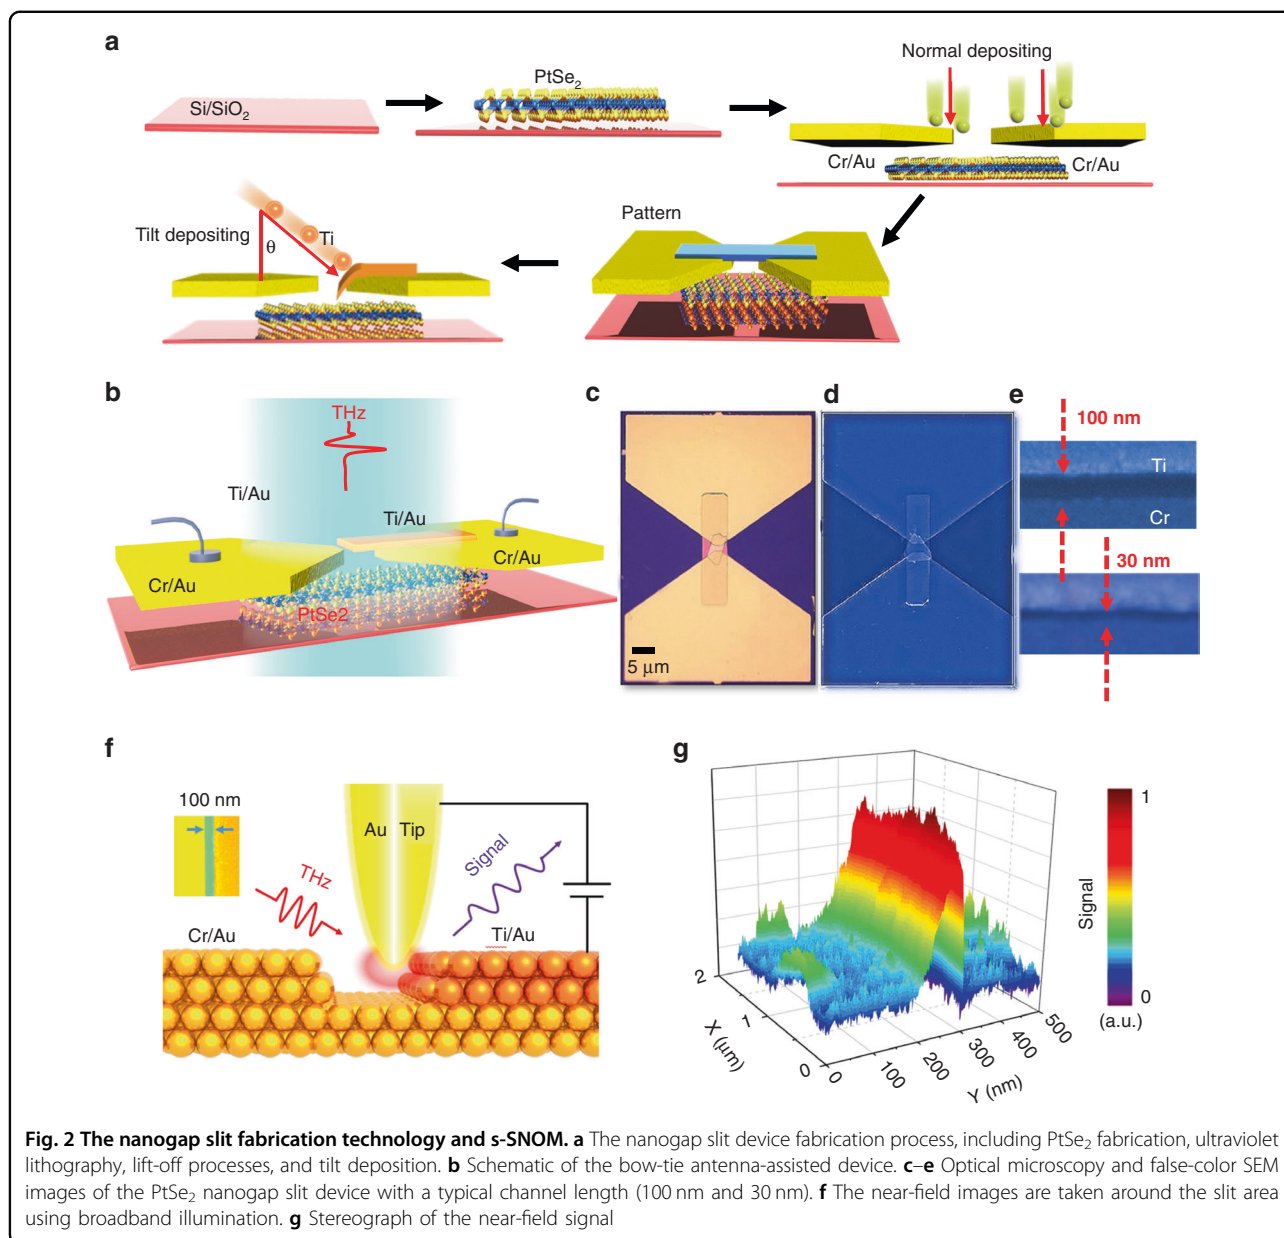 a
Si/SiO2
PtSe2
Normal depositing
Cr/Au
Cr/Au
Tilt depositing
θ
Ti
Pattern
b
THz
Ti/Au
Ti/Au
Cr/Au
Cr/Au
PtSe2
c
5 μm
d
e
100 nm
Ti
Cr
30 nm
f
100 nm
Au Tip
THz
Signal
Cr/Au
Ti/Au
g
2
1
0
X (μm)
0
100
200
300
400
500
Y (nm)
Signal
1
0
(a.u.)
Fig. 2 The nanogap slit fabrication technology and s-SNOM. a The nanogap slit device fabrication process, including PtSe2 fabrication, ultraviolet
lithography, lift-off processes, and tilt deposition. b Schematic of the bow-tie antenna-assisted device. c–e Optical microscopy and false-color SEM
images of the PtSe2 nanogap slit device with a typical channel length (100 nm and 30 nm). f The near-field images are taken around the slit area
using broadband illumination. g Stereograph of the near-field signal